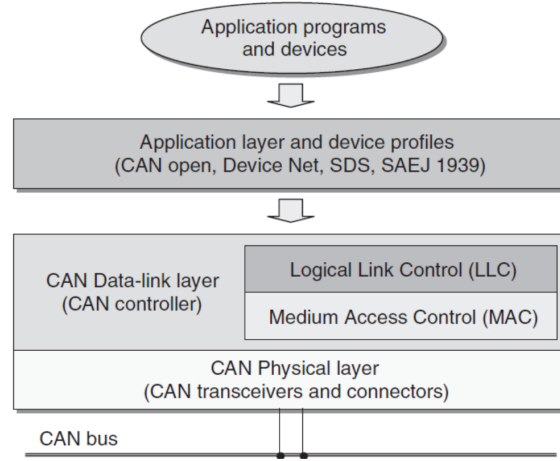 Application programs
and devices
Application layer and device profiles
(CAN open, Device Net, SDS, SAEJ 1939)
CAN Data-link layer
(CAN controller)
Logical Link Control (LLC)
Medium Access Control (MAC)
CAN Physical layer
(CAN transceivers and connectors)
CAN bus